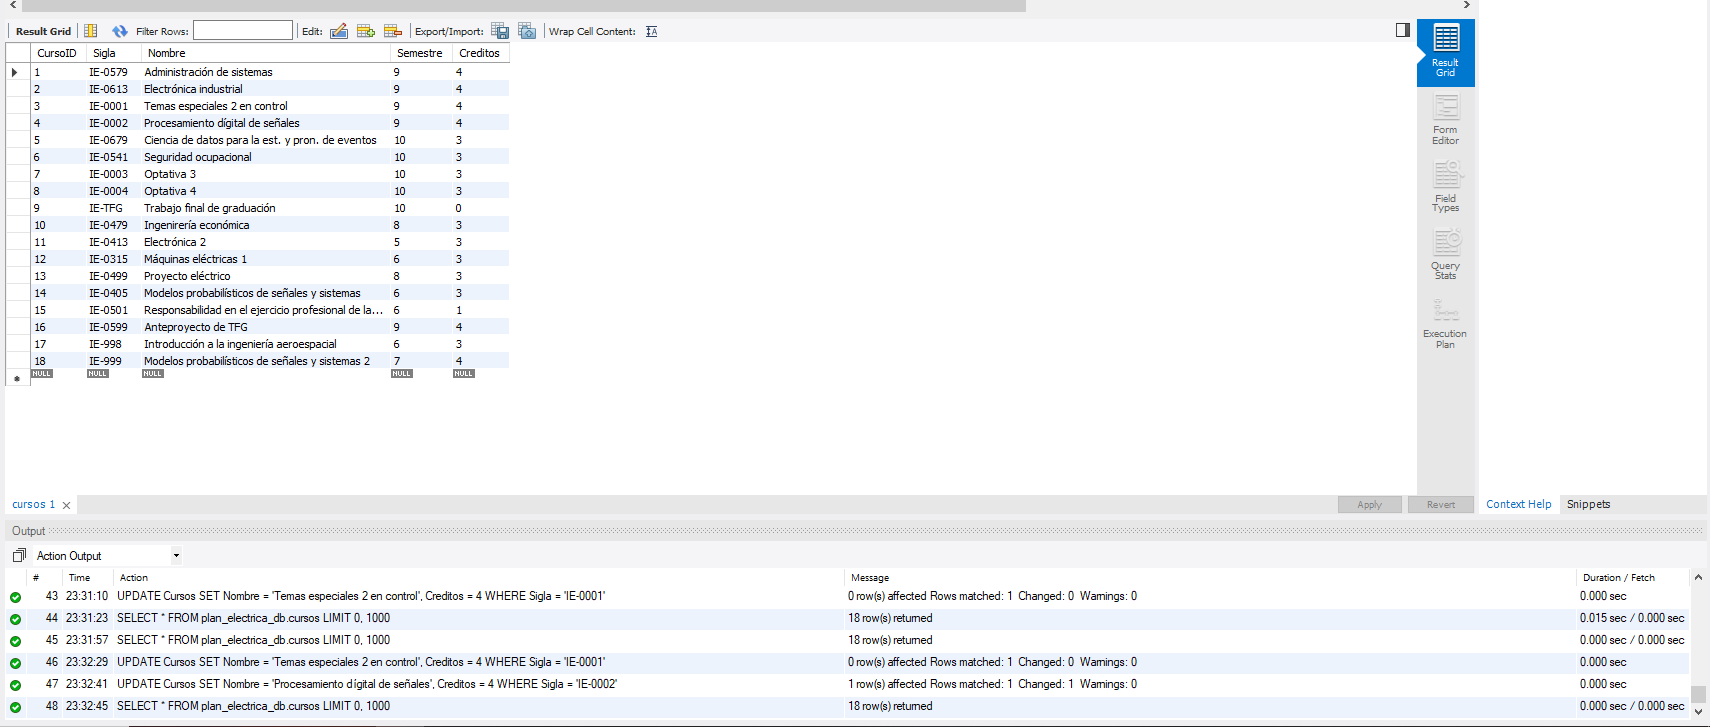 Result Grid Filter Rows: Edit: Export/Import: Wrap Cell Content:
CursoID Sigla Nombre Semestre Creditos
1 IE-0579 Administración de sistemas 9 4
2 IE-0613 Electrónica industrial 9 4
3 IE-0001 Temas especiales 2 en control 9 4
4 IE-0002 Procesamiento dígital de señales 9 4
5 IE-0679 Ciencia de datos para la est. y pron. de eventos 10 3
6 IE-0541 Seguridad ocupacional 10 3
7 IE-0003 Optativa 3 10 3
8 IE-0004 Optativa 4 10 3
9 IE-TFG Trabajo final de graduación 10 0
10 IE-0479 Ingenirería económica 8 3
11 IE-0413 Electrónica 2 5 3
12 IE-0315 Máquinas eléctricas 1 6 3
13 IE-0499 Proyecto eléctrico 8 3
14 IE-0405 Modelos probabilísticos de señales y sistemas 6 3
15 IE-0501 Responsabilidad en el ejercicio profesional de la... 6 1
16 IE-0599 Anteproyecto de TFG 9 4
17 IE-998 Introducción a la ingeniería aeroespacial 6 3
18 IE-999 Modelos probabilísticos de señales y sistemas 2 7 4
NULL NULL NULL NULL NULL
Result
Grid
Form
Editor
Field
Types
Query
Stats
Execution
Plan
cursos 1 Apply Revert Context Help Snippets
Output
Action Output
# Time Action Message Duration / Fetch
43 23:31:10 UPDATE Cursos SET Nombre = 'Temas especiales 2 en control', Creditos = 4 WHERE Sigla = 'IE-0001' 0 row(s) affected Rows matched: 1 Changed: 0 Warnings: 0 0.000 sec
44 23:31:23 SELECT * FROM plan_electrica_db.cursos LIMIT 0, 1000 18 row(s) returned 0.015 sec / 0.000 sec
45 23:31:57 SELECT * FROM plan_electrica_db.cursos LIMIT 0, 1000 18 row(s) returned 0.000 sec / 0.000 sec
46 23:32:29 UPDATE Cursos SET Nombre = 'Temas especiales 2 en control', Creditos = 4 WHERE Sigla = 'IE-0001' 0 row(s) affected Rows matched: 1 Changed: 0 Warnings: 0 0.000 sec
47 23:32:41 UPDATE Cursos SET Nombre = 'Procesamiento dígital de señales', Creditos = 4 WHERE Sigla = 'IE-0002' 1 row(s) affected Rows matched: 1 Changed: 1 Warnings: 0 0.000 sec
48 23:32:45 SELECT * FROM plan_electrica_db.cursos LIMIT 0, 1000 18 row(s) returned 0.000 sec / 0.000 sec